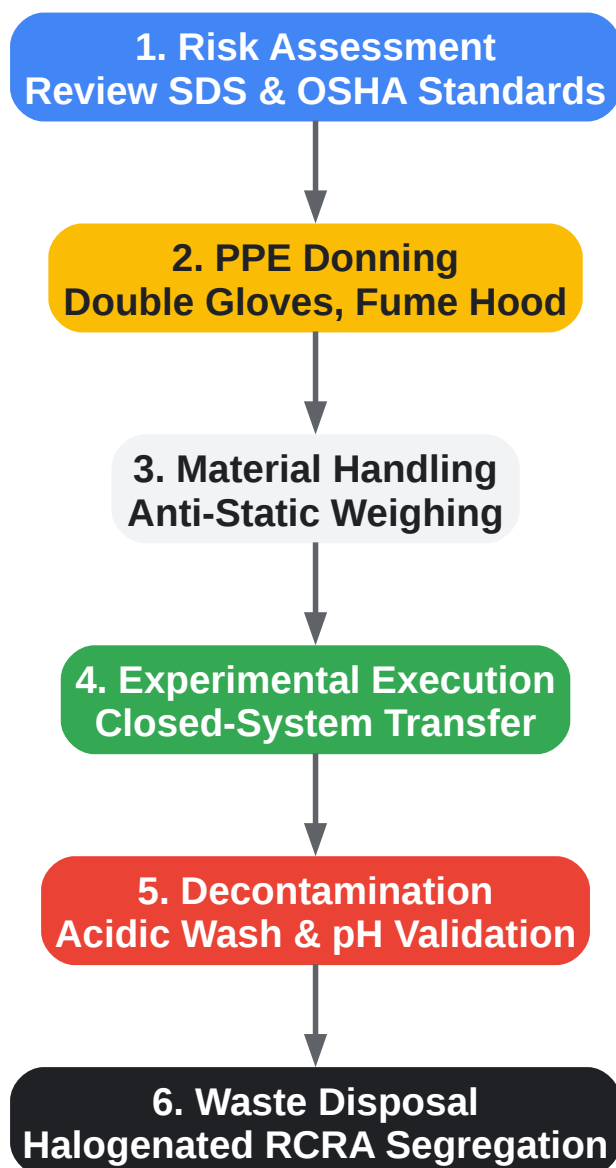 1. Risk Assessment
Review SDS & OSHA Standards
2. PPE Donning
Double Gloves, Fume Hood
3. Material Handling
Anti-Static Weighing
4. Experimental Execution
Closed-System Transfer
5. Decontamination
Acidic Wash & pH Validation
6. Waste Disposal
Halogenated RCRA Segregation